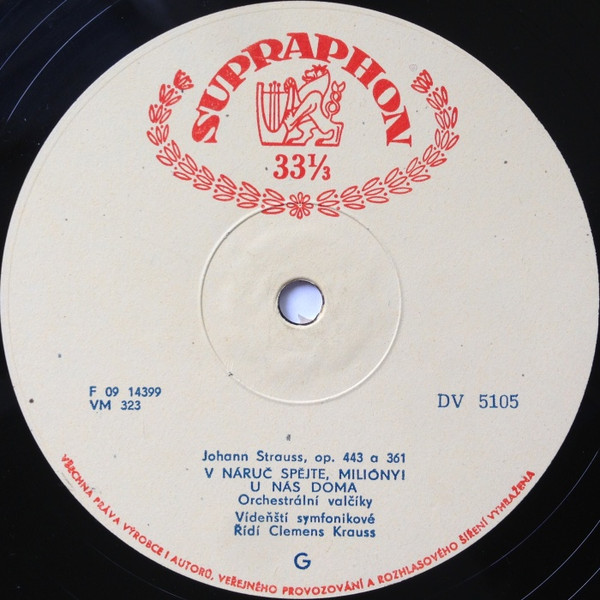 SUPRAPHON
33⅓
F 09 14399
VM 323
DV 5105
Johann Strauss, op. 443 a 361
V NÁRUČ SPĚJTE, MILIÓNY!
U NÁS DOMA
Orchestrální valčíky
Vídeňští symfonikové
Řídí Clemens Krauss
G
VŠECHNA PRÁVA VÝROBCE I AUTORŮ, VEŘEJNÉHO PROVOZOVÁNÍ A ROZHLASOVÉHO ŠÍŘENÍ VYHRAŽENA